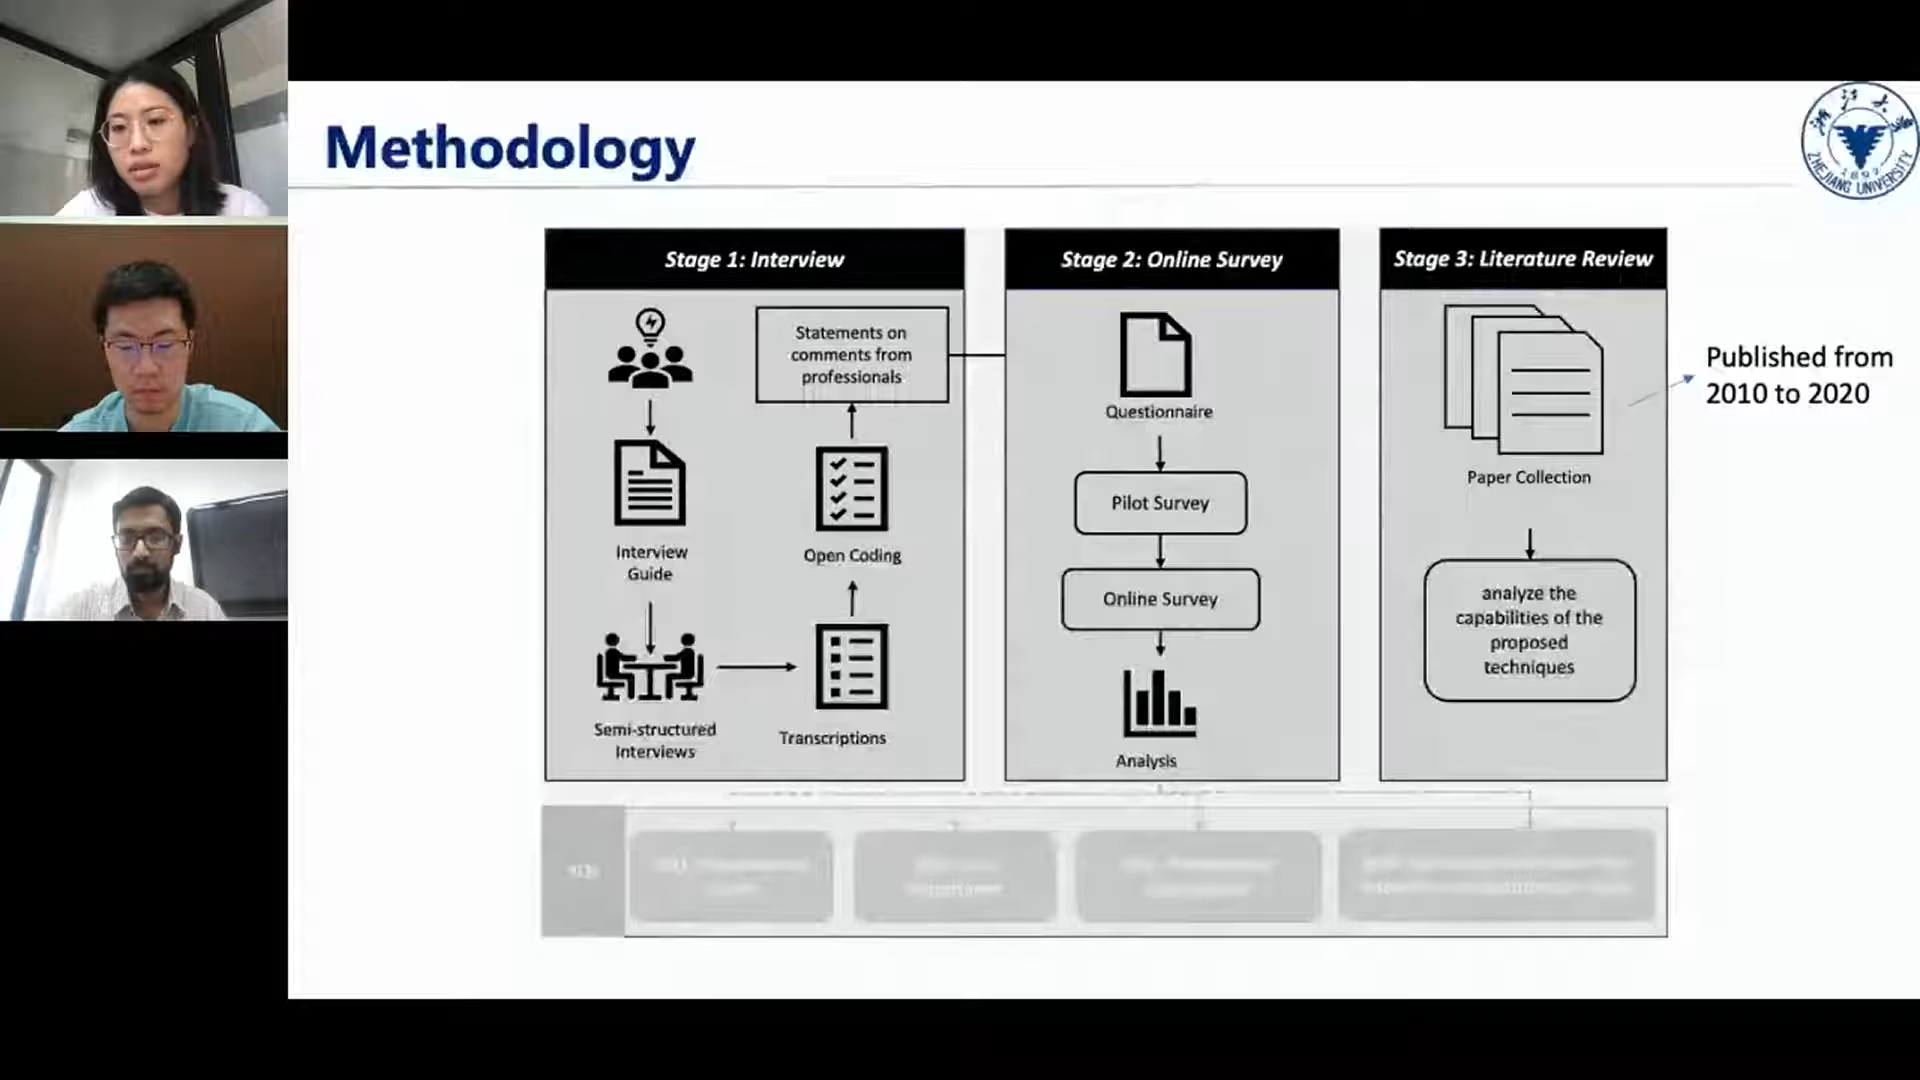 Methodology
ZHEJIANG UNIVERSITY
1897
Stage 1: Interview
Statements on
comments from
professionals
Interview
Guide
Open Coding
Semi-structured
Interviews
Transcriptions
Stage 2: Online Survey
Questionnaire
Pilot Survey
Online Survey
Analysis
Stage 3: Literature Review
Paper Collection
analyze the
capabilities of the
proposed
techniques
Published from
2010 to 2020